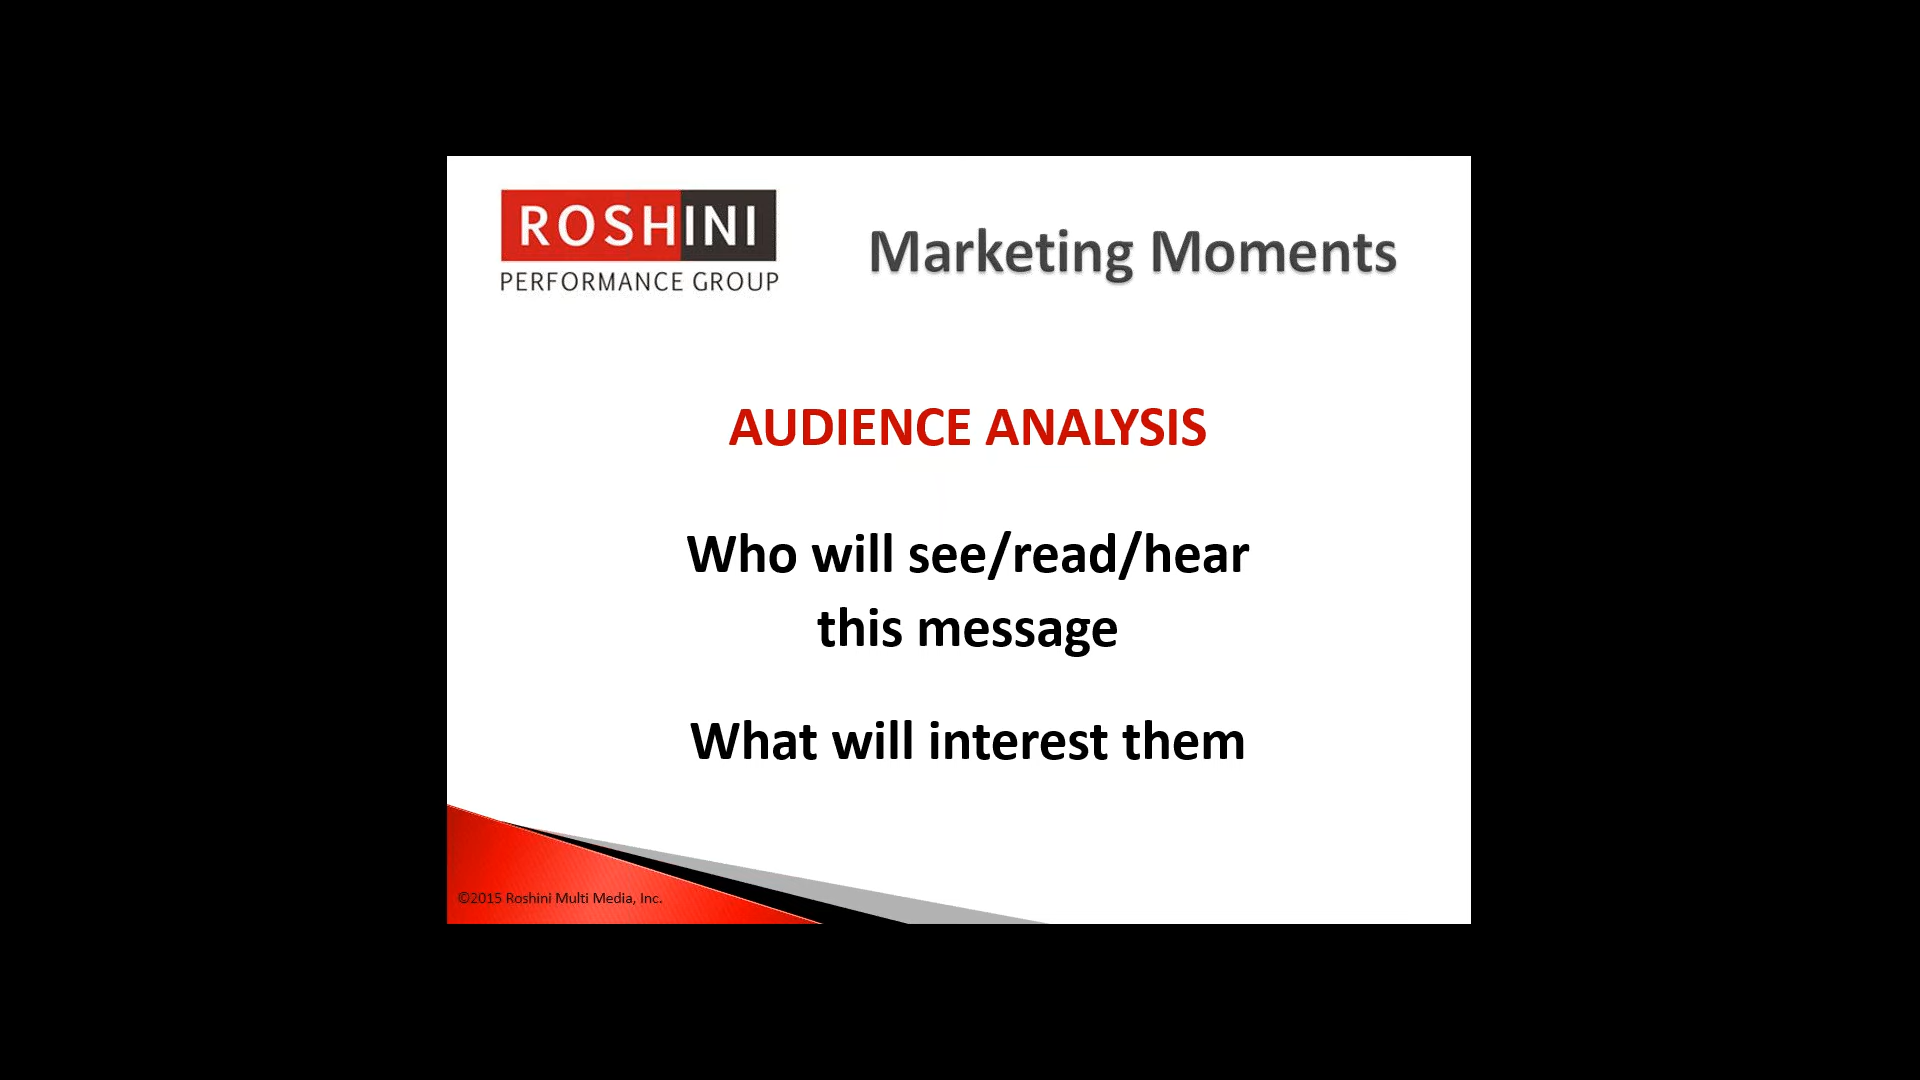 ROSHINI
PERFORMANCE GROUP
Marketing Moments
AUDIENCE ANALYSIS
Who will see/read/hear
this message
What will interest them
©2015 Roshini Multi Media, Inc.